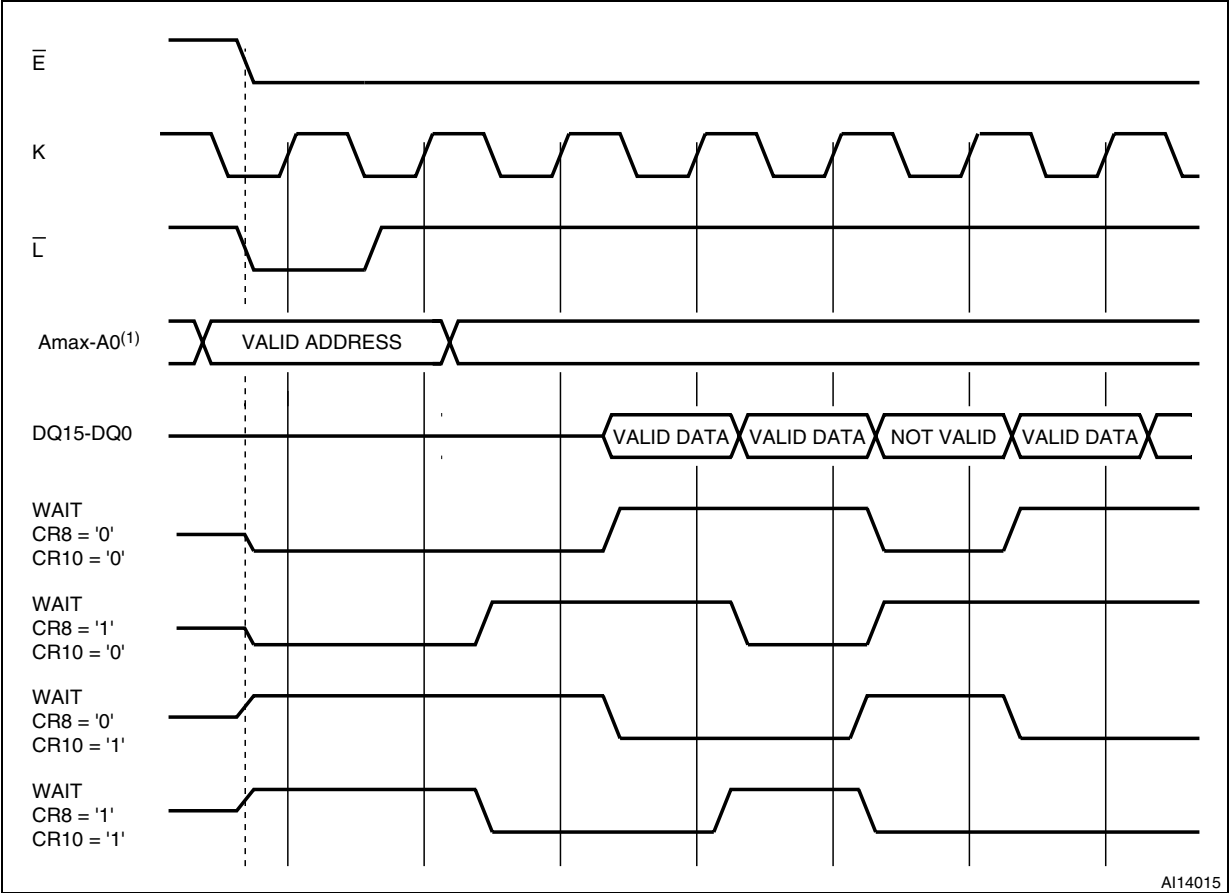 E̅
K
L̅
Amax-A0(1)
VALID ADDRESS
DQ15-DQ0
VALID DATA VALID DATA NOT VALID VALID DATA
WAIT
CR8 = '0'
CR10 = '0'
WAIT
CR8 = '1'
CR10 = '0'
WAIT
CR8 = '0'
CR10 = '1'
WAIT
CR8 = '1'
CR10 = '1'
AI14015